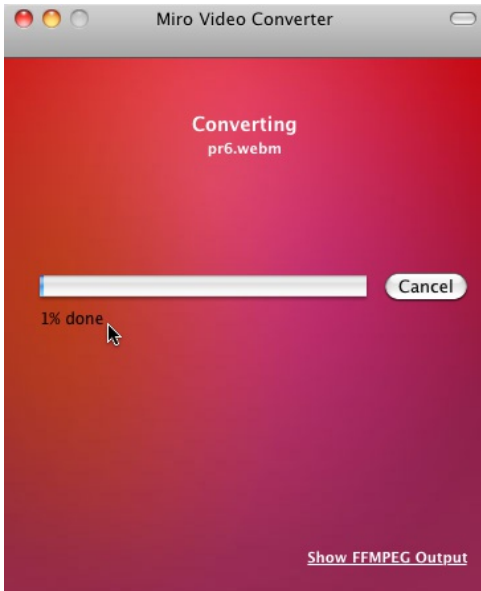 Miro Video Converter
Converting
pr6.webm
Cancel
1% done
Show FFMPEG Output